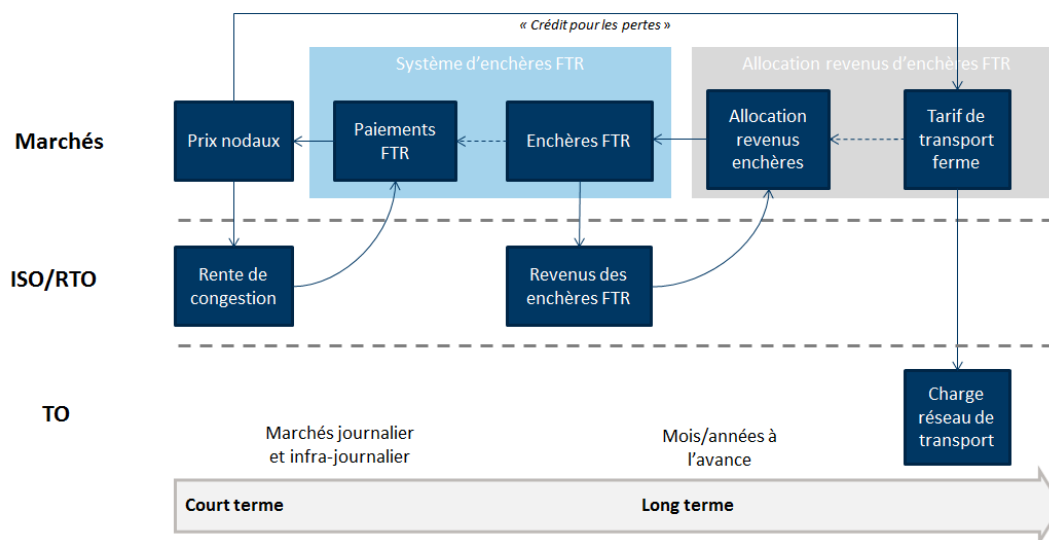 « Crédit pour les pertes »
Système d'enchères FTR
Allocation revenus d'enchères FTR
Marchés
Prix nodaux
Paiements
FTR
Enchères FTR
Allocation
revenus
enchères
Tarif de
transport
ferme
ISO/RTO
Rente de
congestion
Revenus des
enchères FTR
TO
Charge
réseau de
transport
Marchés journalier
et infra-journalier
Mois/années à
l'avance
Court terme
Long terme